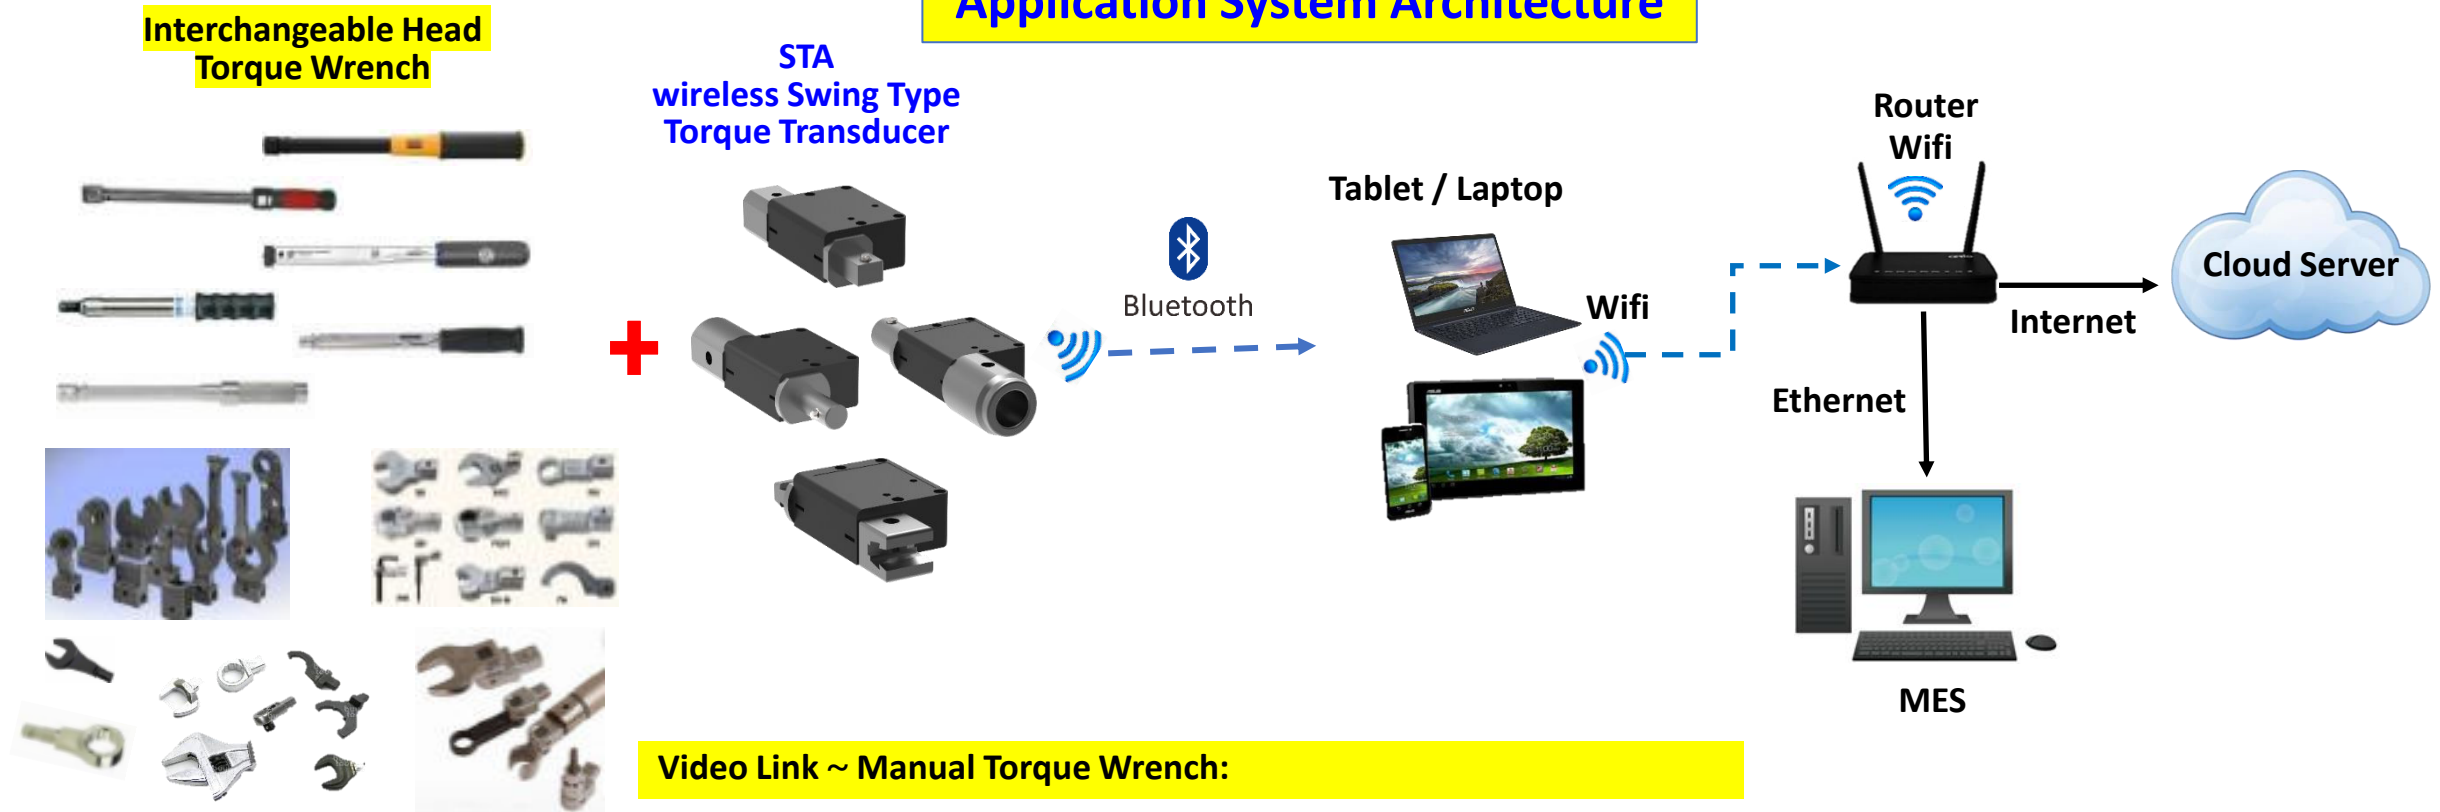 Application System Architecture
Interchangeable Head
Torque Wrench
STA
wireless Swing Type
Torque Transducer
Bluetooth
Tablet / Laptop
Wifi
Router
Wifi
Internet
Cloud Server
Ethernet
MES
Video Link ~ Manual Torque Wrench: